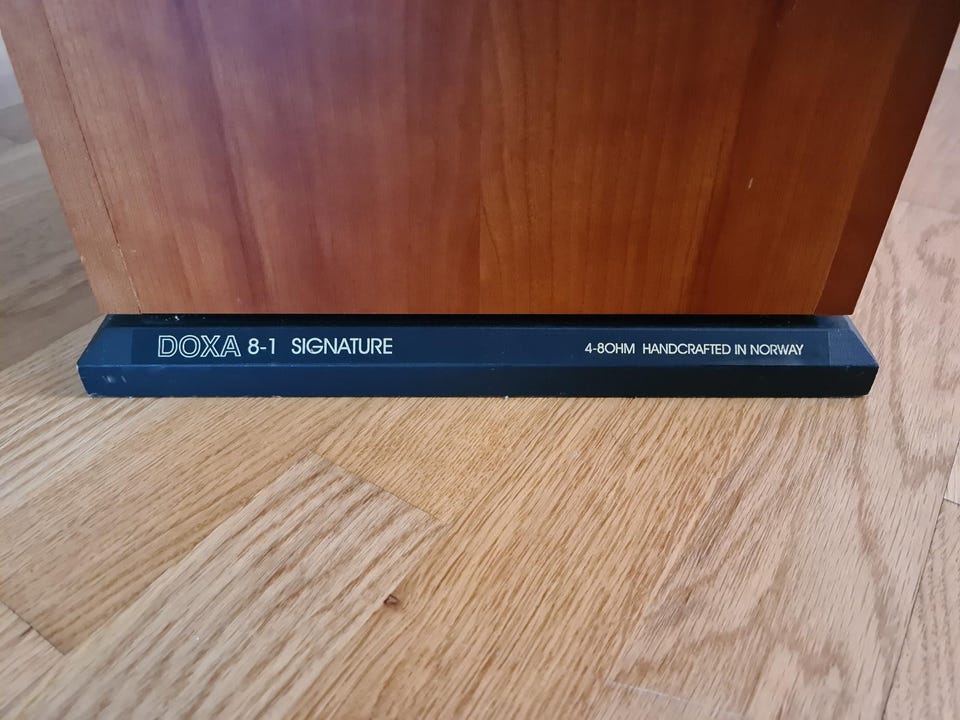 DOXA 8-1 SIGNATURE 4-8OHM HANDCRAFTED IN NORWAY